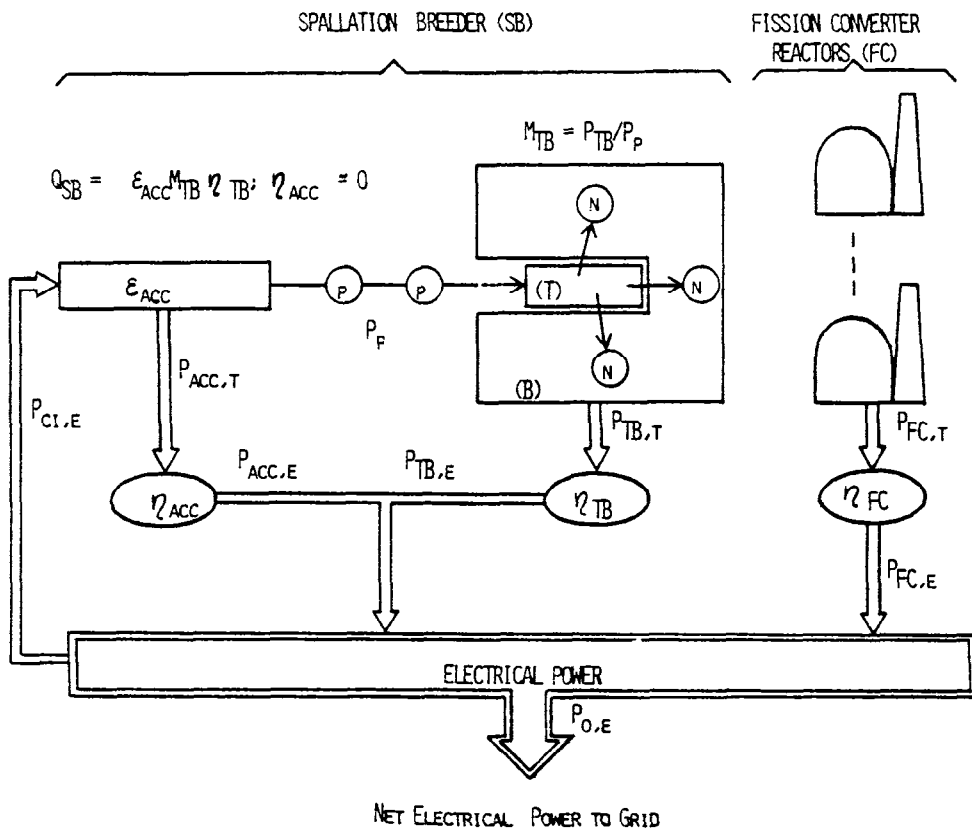 SPALLATION BREEDER (SB)
FISSION CONVERTER
REACTORS (FC)
M_TB = P_TB/P_P
Q_SB = ε_ACC M_TB η_TB; η_ACC ≃ 0
N
ε_ACC
P
P
(T)
N
P_P
N
(B)
P_ACC,T
P_CI,E
P_TB,T
P_FC,T
P_ACC,E
P_TB,E
η_ACC
η_TB
η_FC
P_FC,E
ELECTRICAL POWER
P_O,E
NET ELECTRICAL POWER TO GRID